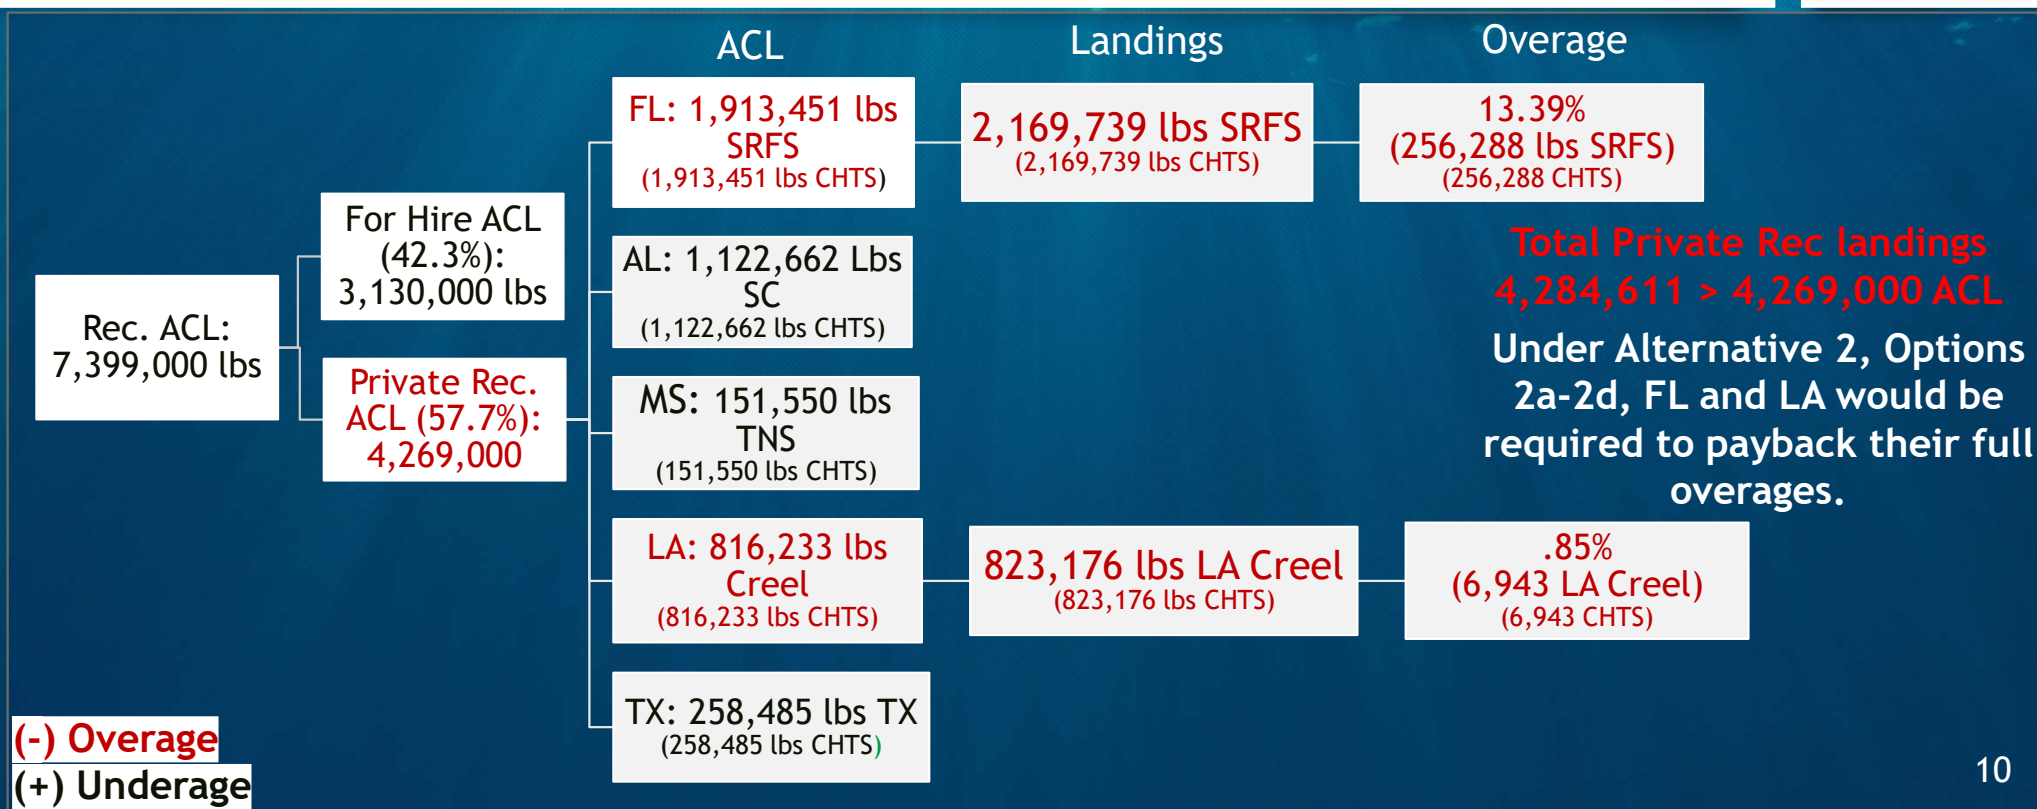 ACL
Landings
Overage
Rec. ACL:
7,399,000 lbs
For Hire ACL
(42.3%):
3,130,000 lbs
Private Rec.
ACL (57.7%):
4,269,000
FL: 1,913,451 lbs
SRFS
(1,913,451 lbs CHTS)
2,169,739 lbs SRFS
(2,169,739 lbs CHTS)
13.39%
(256,288 lbs SRFS)
(256,288 CHTS)
AL: 1,122,662 Lbs
SC
(1,122,662 lbs CHTS)
MS: 151,550 lbs
TNS
(151,550 lbs CHTS)
LA: 816,233 lbs
Creel
(816,233 lbs CHTS)
823,176 lbs LA Creel
(823,176 lbs CHTS)
.85%
(6,943 LA Creel)
(6,943 CHTS)
TX: 258,485 lbs TX
(258,485 lbs CHTS)
Total Private Rec landings
4,284,611 > 4,269,000 ACL
Under Alternative 2, Options
2a-2d, FL and LA would be
required to payback their full
overages.
(-) Overage
(+) Underage
10